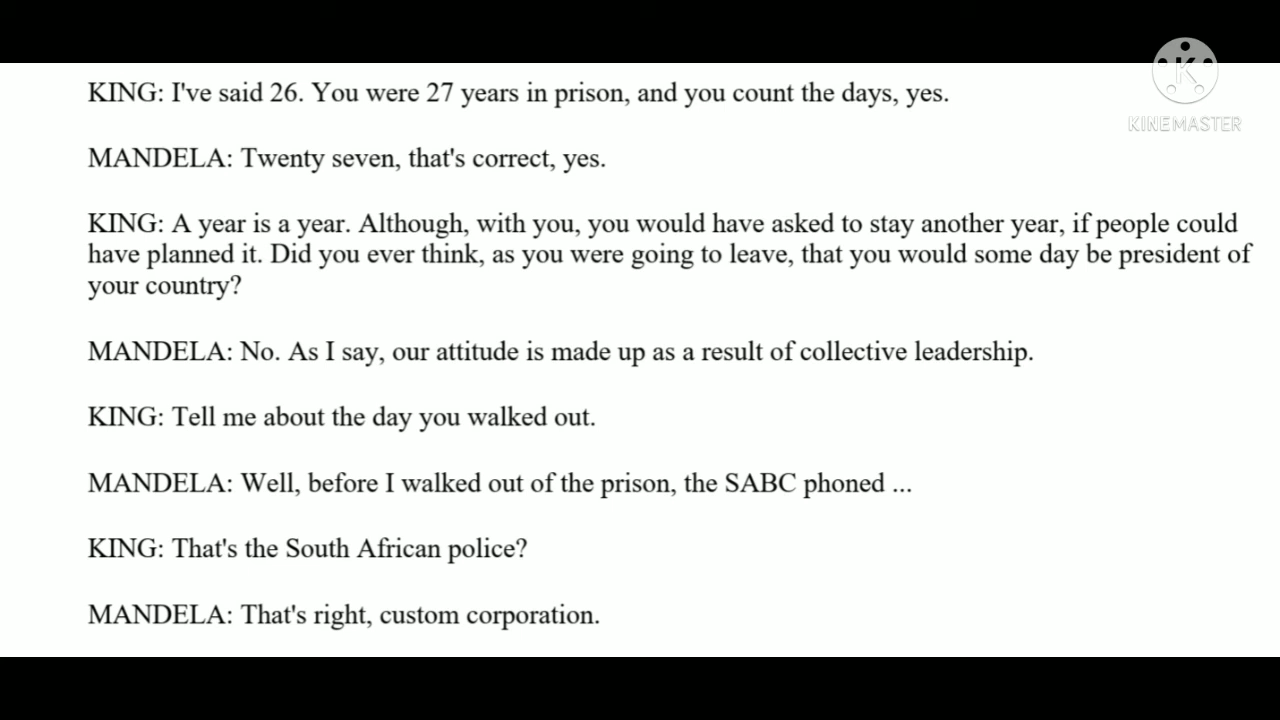 KING: I've said 26. You were 27 years in prison, and you count the days, yes.
KINEMASTER
MANDELA: Twenty seven, that's correct, yes.
KING: A year is a year. Although, with you, you would have asked to stay another year, if people could
have planned it. Did you ever think, as you were going to leave, that you would some day be president of
your country?
MANDELA: No. As I say, our attitude is made up as a result of collective leadership.
KING: Tell me about the day you walked out.
MANDELA: Well, before I walked out of the prison, the SABC phoned ...
KING: That's the South African police?
MANDELA: That's right, custom corporation.